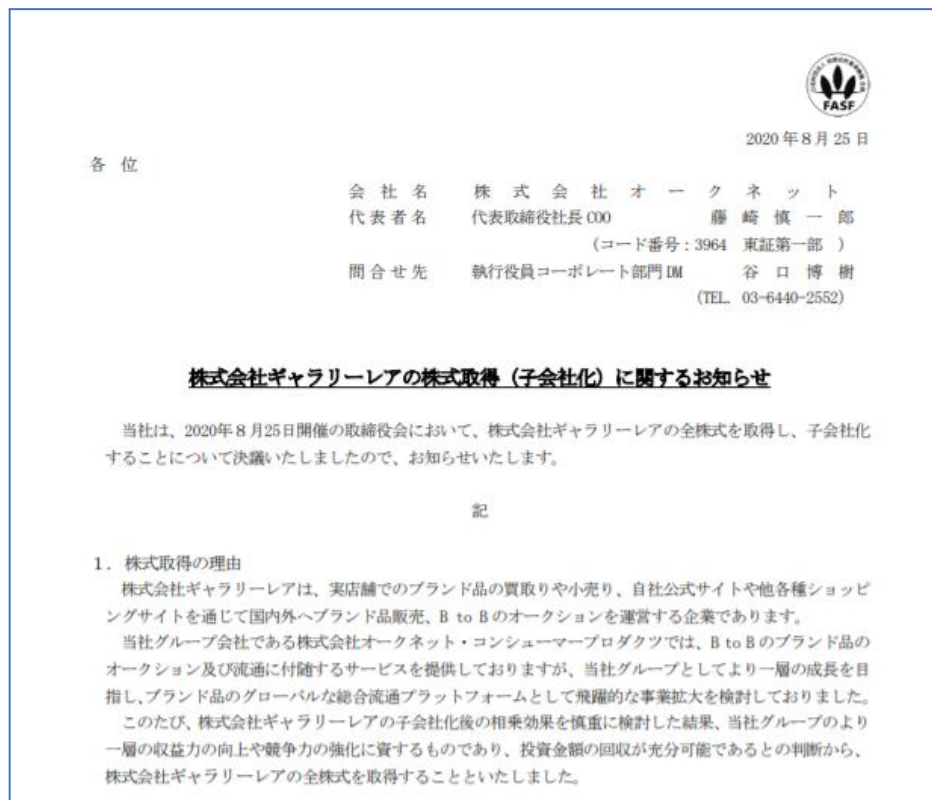 FASF
2020年8月25日
各 位
会 社 名 株 式 会 社 オ ー ク ネ ッ ト
代表者名 代表取締役社長COO 藤 崎 慎 一 郎
（コード番号：3964 東証第一部 ）
問合せ先 執行役員コーポレート部門DM 谷 口 博 樹
（TEL. 03-6440-2552）
株式会社ギャラリーレアの株式取得（子会社化）に関するお知らせ
当社は、2020年8月25日開催の取締役会において、株式会社ギャラリーレアの全株式を取得し、子会社化
することについて決議いたしましたので、お知らせいたします。
記
1．株式取得の理由
株式会社ギャラリーレアは、実店舗でのブランド品の買取りや小売り、自社公式サイトや他各種ショッピ
ングサイトを通じて国内外へブランド品販売、B to Bのオークションを運営する企業であります。
当社グループ会社である株式会社オークネット・コンシューマープロダクツでは、B to Bのブランド品の
オークション及び流通に付随するサービスを提供しておりますが、当社グループとしてより一層の成長を目
指し、ブランド品のグローバルな総合流通プラットフォームとして飛躍的な事業拡大を検討しておりました。
このたび、株式会社ギャラリーレアの子会社化後の相乗効果を慎重に検討した結果、当社グループのより
一層の収益力の向上や競争力の強化に資するものであり、投資金額の回収が充分可能であるとの判断から、
株式会社ギャラリーレアの全株式を取得することといたしました。